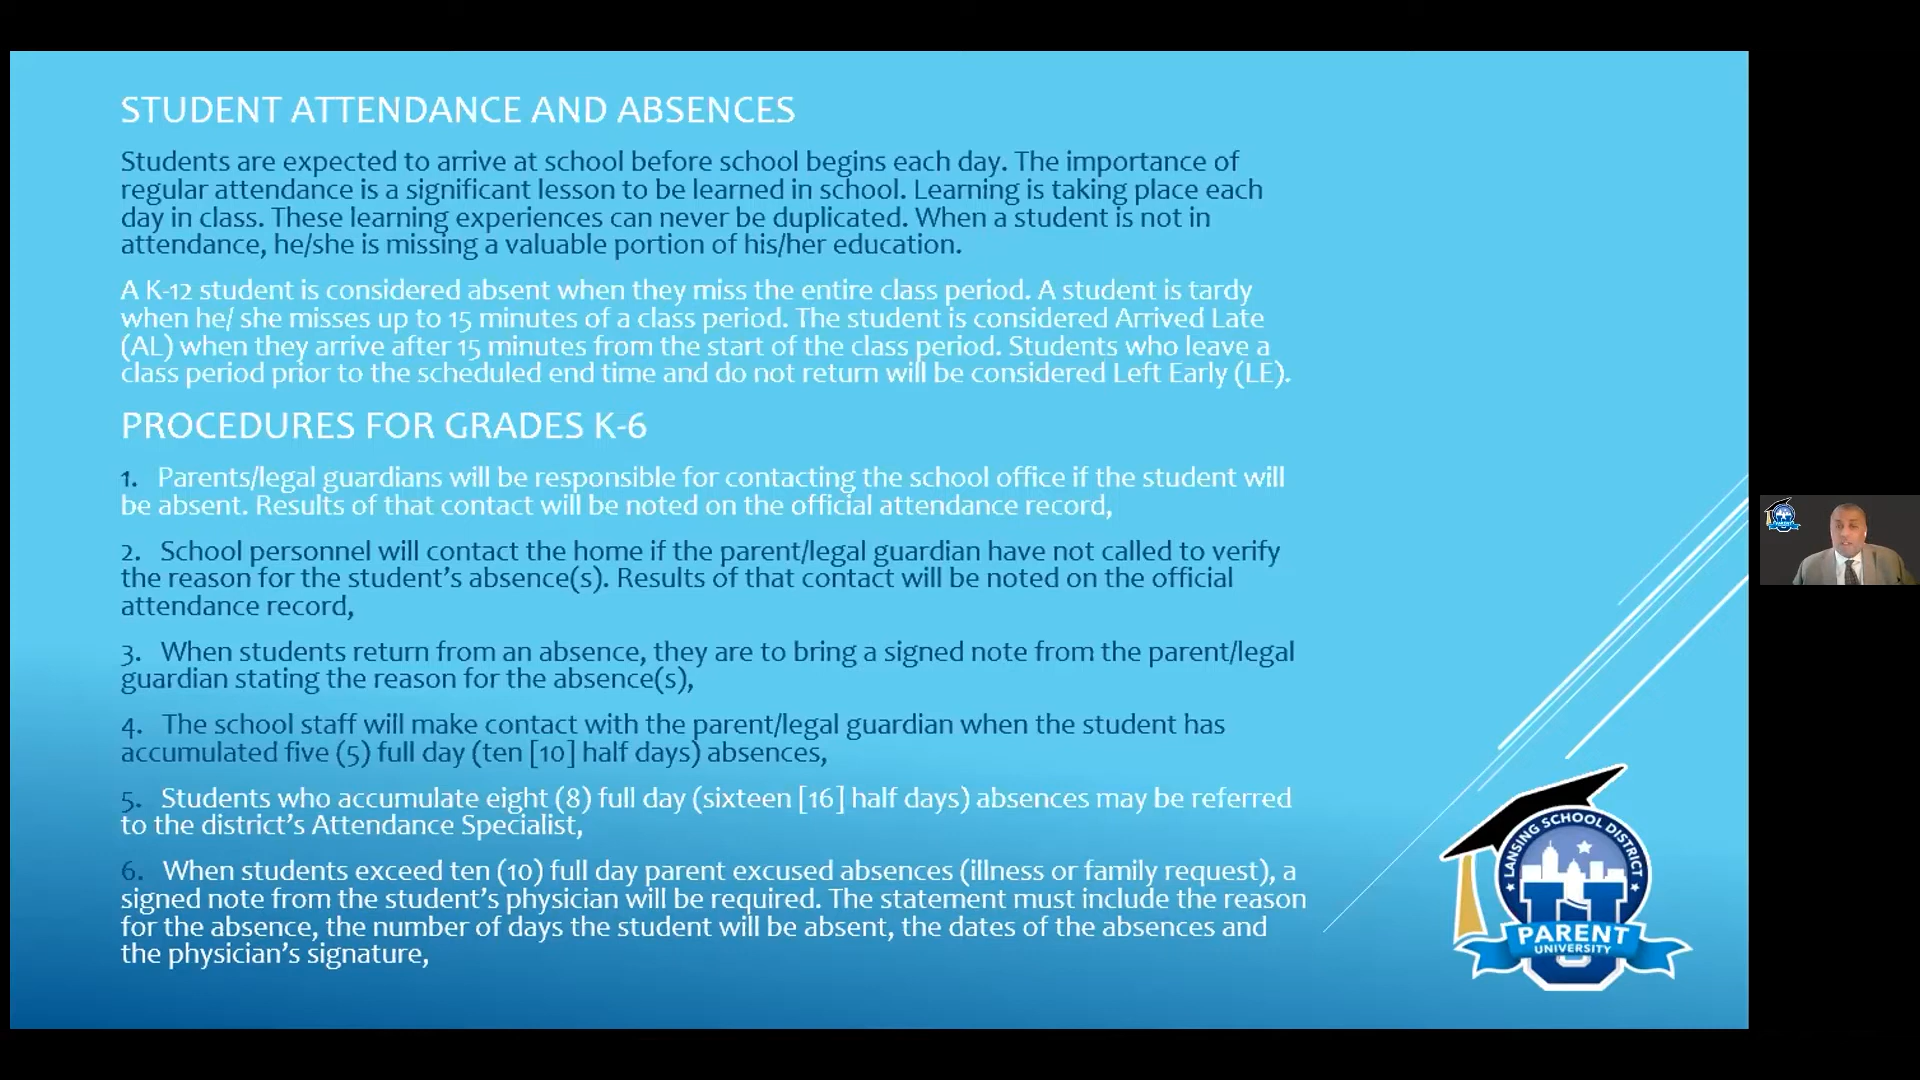 STUDENT ATTENDANCE AND ABSENCES
Students are expected to arrive at school before school begins each day. The importance of
regular attendance is a significant lesson to be learned in school. Learning is taking place each
day in class. These learning experiences can never be duplicated. When a student is not in
attendance, he/she is missing a valuable portion of his/her education.
A K-12 student is considered absent when they miss the entire class period. A student is tardy
when he/ she misses up to 15 minutes of a class period. The student is considered Arrived Late
(AL) when they arrive after 15 minutes from the start of the class period. Students who leave a
class period prior to the scheduled end time and do not return will be considered Left Early (LE).
PROCEDURES FOR GRADES K-6
1. Parents/legal guardians will be responsible for contacting the school office if the student will
be absent. Results of that contact will be noted on the official attendance record,
2. School personnel will contact the home if the parent/legal guardian have not called to verify
the reason for the student’s absence(s). Results of that contact will be noted on the official
attendance record,
3. When students return from an absence, they are to bring a signed note from the parent/legal
guardian stating the reason for the absence(s),
4. The school staff will make contact with the parent/legal guardian when the student has
accumulated five (5) full day (ten [10] half days) absences,
5. Students who accumulate eight (8) full day (sixteen [16] half days) absences may be referred
to the district’s Attendance Specialist,
6. When students exceed ten (10) full day parent excused absences (illness or family request), a
signed note from the student’s physician will be required. The statement must include the reason
for the absence, the number of days the student will be absent, the dates of the absences and
the physician’s signature,
LANSING SCHOOL DISTRICT
PARENT
UNIVERSITY
PARENT